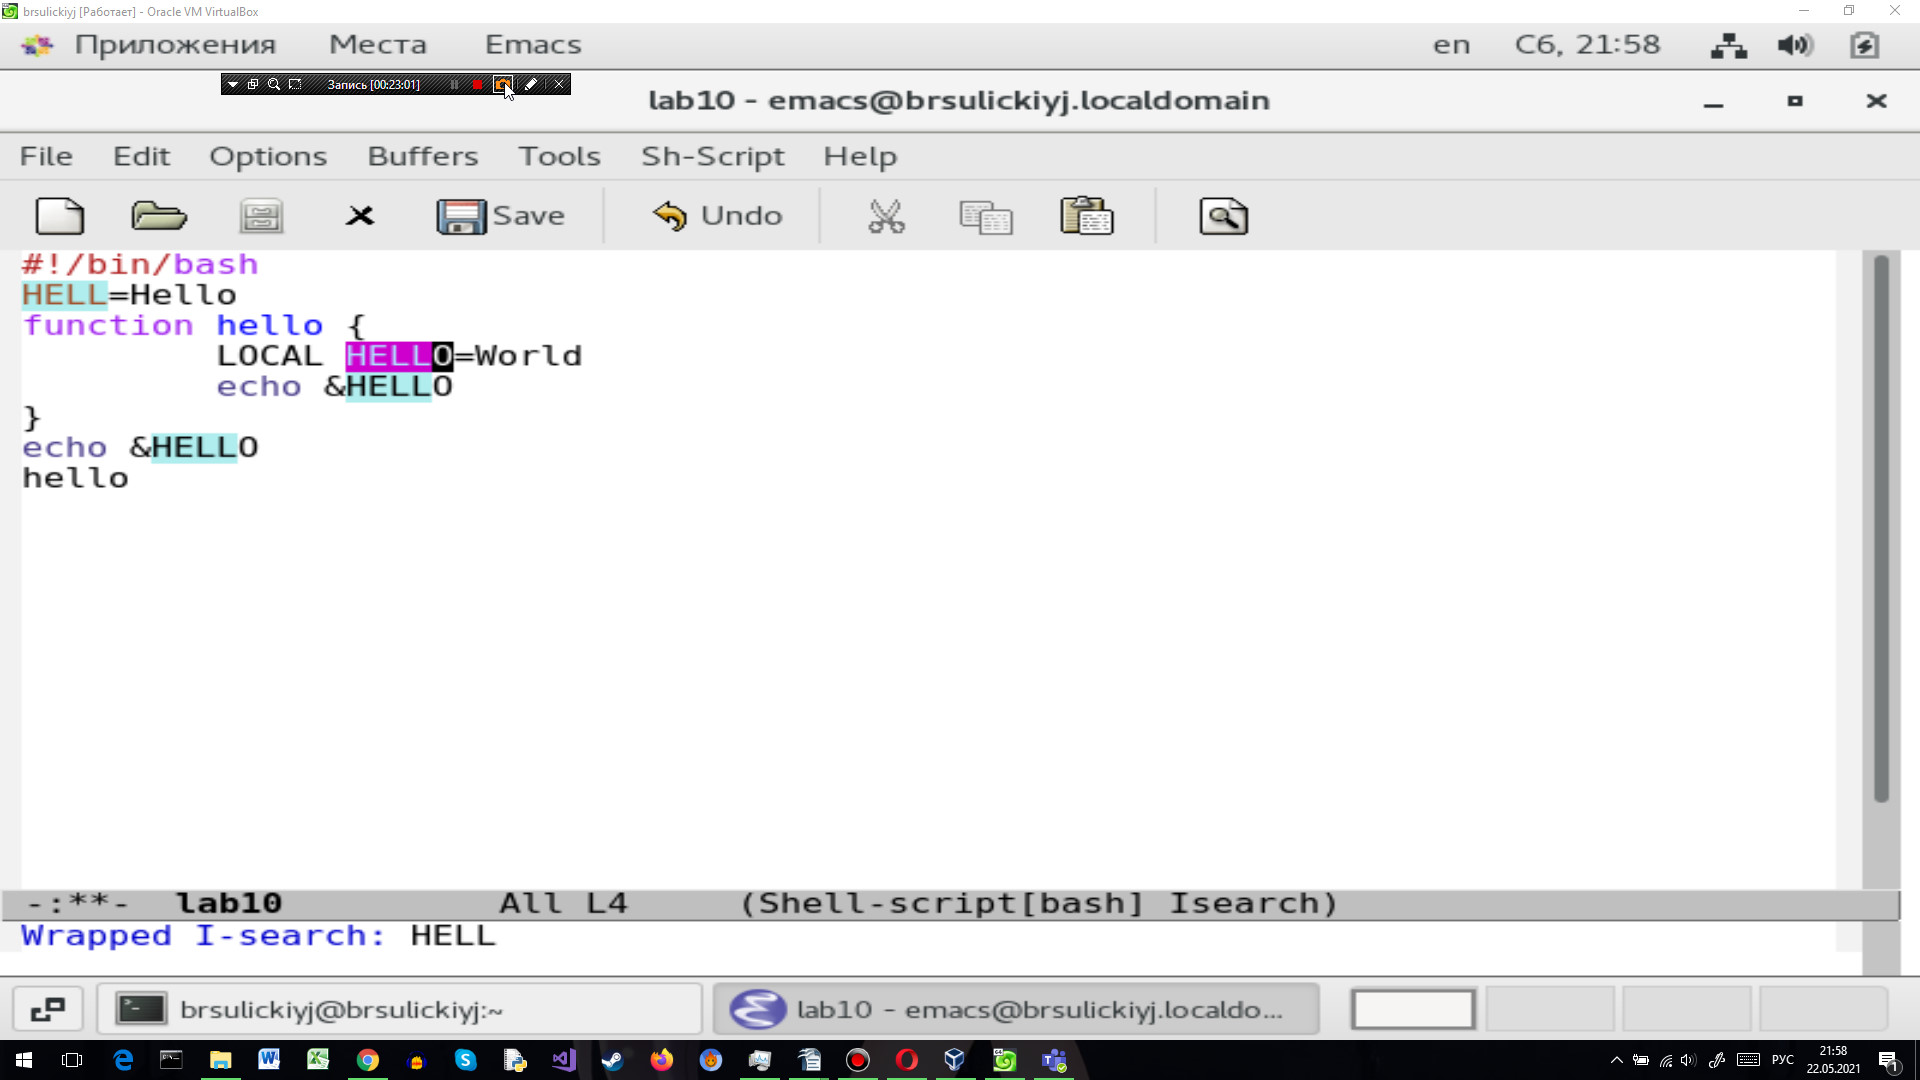 brsulickiyj [Работает] - Oracle VM VirtualBox
Приложения Места Emacs en Сб, 21:58
Запись [00:23:01]
lab10 - emacs@brsulickiyj.localdomain
File Edit Options Buffers Tools Sh-Script Help
Save Undo
#!/bin/bash
HELL=Hello
function hello {
LOCAL HELLO=World
echo &HELLO
}
echo &HELLO
hello
-:**- lab10 All L4 (Shell-script[bash] Isearch)
Wrapped I-search: HELL
brsulickiyj@brsulickiyj:~ lab10 - emacs@brsulickiyj.localdo...
РУС 21:58
22.05.2021